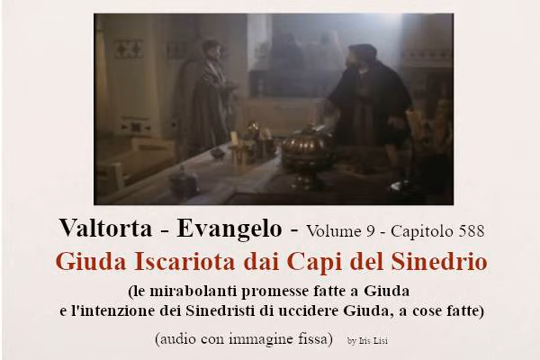 Valtorta - Evangelo - Volume 9 - Capitolo 588
Giuda Iscariota dai Capi del Sinedrio
(le mirabolanti promesse fatte a Giuda
e l'intenzione dei Sinedristi di uccidere Giuda, a cose fatte)
(audio con immagine fissa) by Iris Lisi